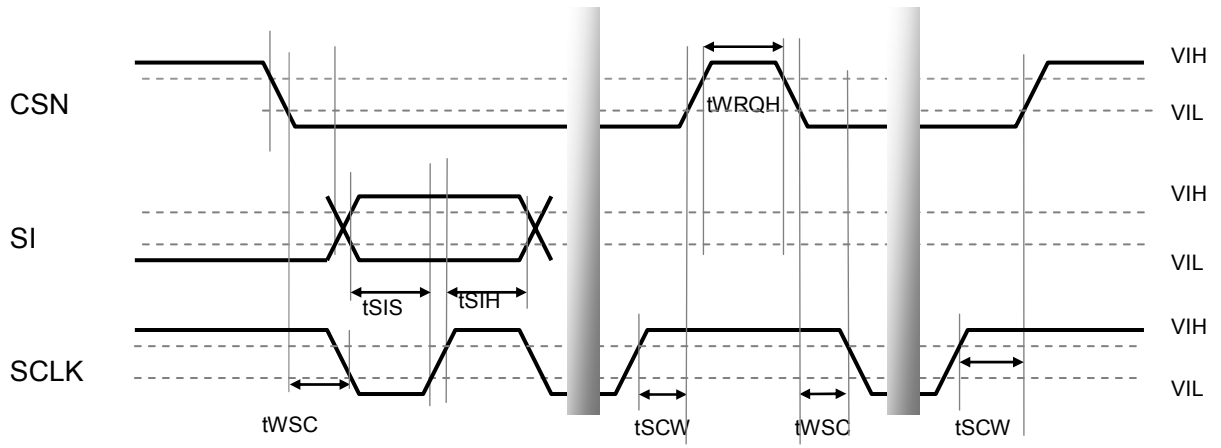 VIH
CSN
tWRQH
VIL
VIH
SI
VIL
tSIS
tSIH
VIH
SCLK
VIL
tWSC
tSCW
tWSC
tSCW